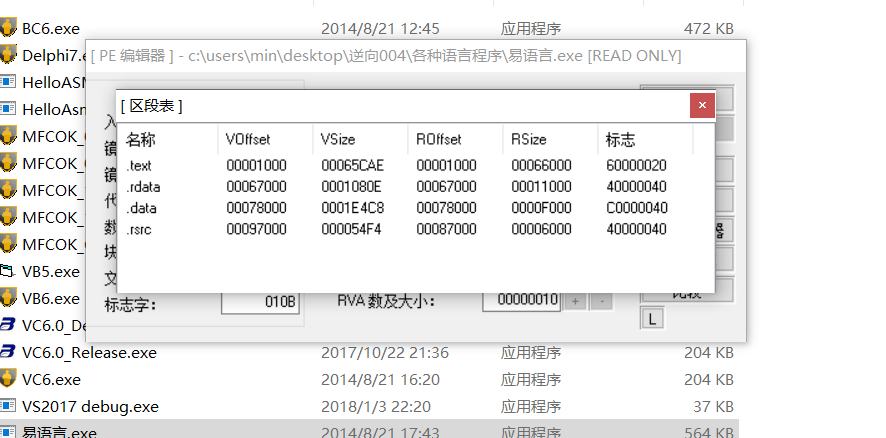 BC6.exe 2014/8/21 12:45 应用程序 472 KB
Delphi7.e
[ PE 编辑器 ] - c:\users\min\desktop\逆向004\各种语言程序\易语言.exe [READ ONLY]
HelloASM
[ 区段表 ]
HelloAsm
名称 VOffset VSize ROffset RSize 标志
.text 00001000 00065CAE 00001000 00066000 60000020
.rdata 00067000 0001080E 00067000 00011000 40000040
.data 00078000 0001E4C8 00078000 0000F000 C0000040
.rsrc 00097000 000054F4 00087000 00006000 40000040
MFCOK_
MFCOK_
MFCOK_
MFCOK_
MFCOK_
VB5.exe
VB6.exe
标志字: 010B RVA 数及大小: 00000010 + -
比较
VC6.0_De
L
VC6.0_Release.exe 2017/10/22 21:36 应用程序 204 KB
VC6.exe 2014/8/21 16:20 应用程序 204 KB
VS2017 debug.exe 2018/1/3 22:20 应用程序 37 KB
易语言.exe 2014/8/21 17:43 应用程序 564 KB